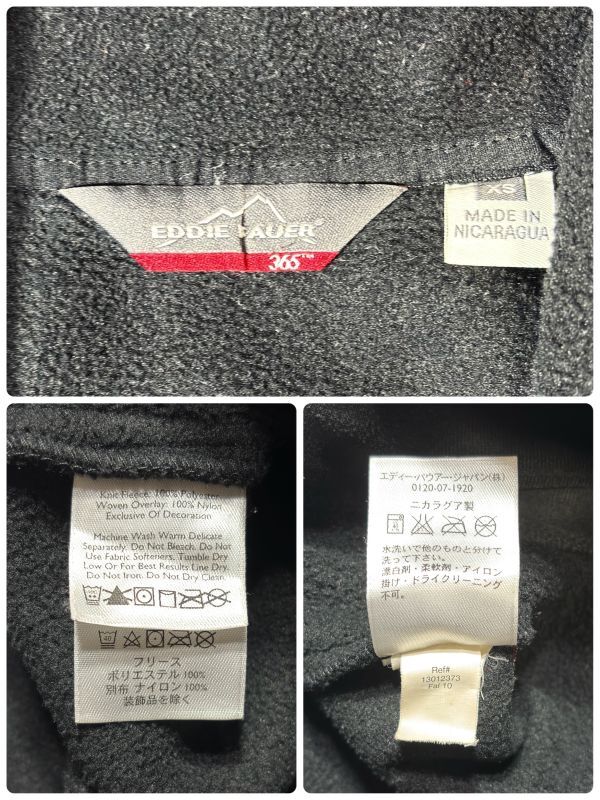 EDDIE BAUER®
365™
XS
MADE IN
NICARAGUA
Knit Fleece: 100% Polyester
Woven Overlay: 100% Nylon
Exclusive Of Decoration
Machine Wash Warm Delicate
Separately. Do Not Bleach. Do Not
Use Fabric Softeners. Tumble Dry
Low Or For Best Results Line Dry.
Do Not Iron. Do Not Dry Clean.
40
フリース
ポリエステル 100%
別布 ナイロン 100%
装飾品を除く
エディー・バウアー・ジャパン(株)
0120-07-1920
ニカラグア製
水洗いで他のものと分けて
洗って下さい。
漂白剤・柔軟剤・アイロン
掛け・ドライクリーニング
不可。
Ref#
13012373
Fal 10